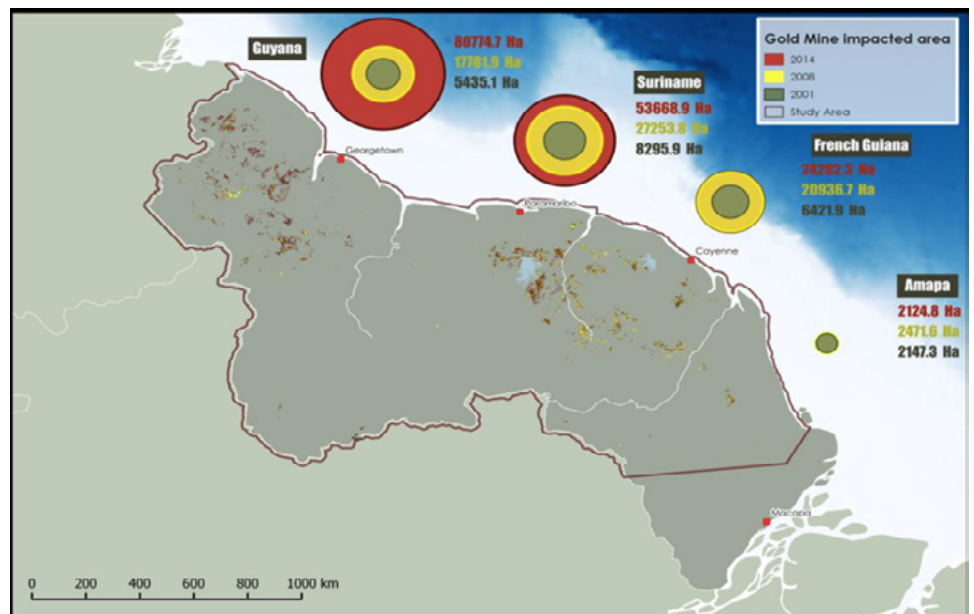 Guyana
80774.7 Ha
17781.9 Ha
5435.1 Ha
Suriname
53668.9 Ha
27253.8 Ha
8295.9 Ha
French Guiana
24282.3 Ha
20936.7 Ha
6421.9 Ha
Amapa
2124.8 Ha
2471.6 Ha
2147.3 Ha
Gold Mine impacted area
2014
2008
2001
Study Area
Georgetown
Paramaribo
Cayenne
Macapa
0 200 400 600 800 1000 km